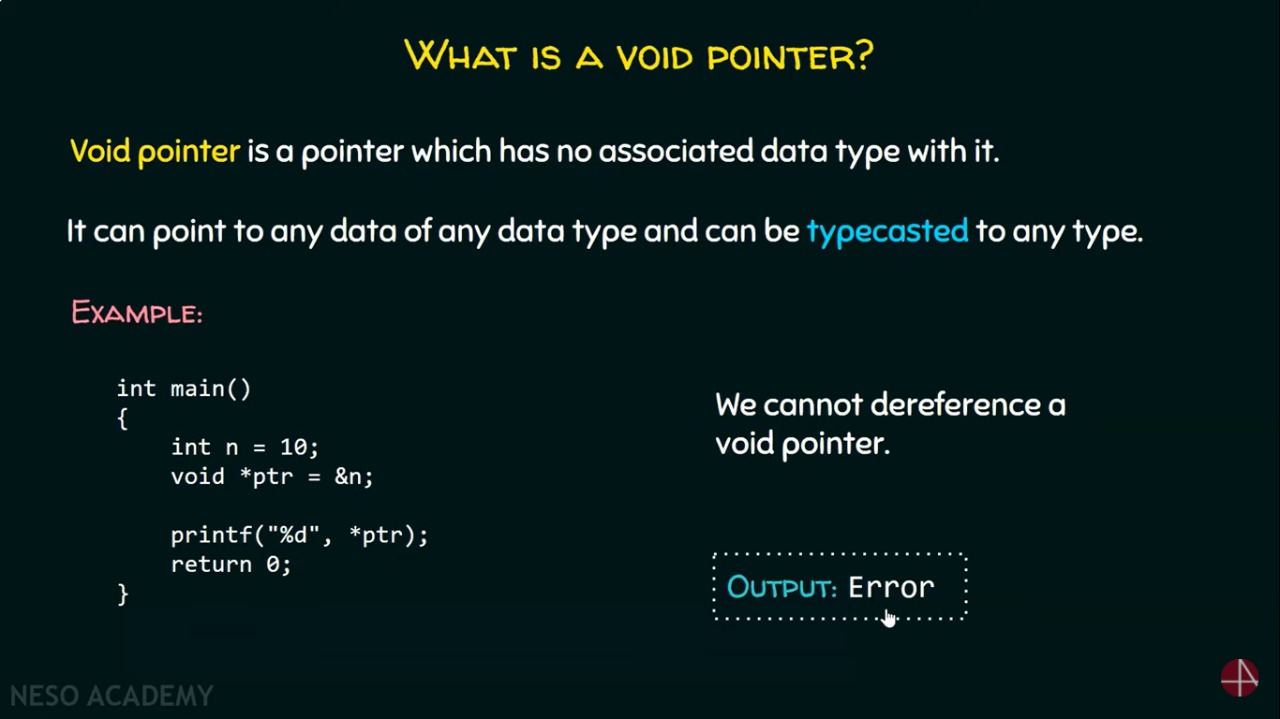 WHAT IS A VOID POINTER?
Void pointer is a pointer which has no associated data type with it.
It can point to any data of any data type and can be typecasted to any type.
EXAMPLE:
int main()
{
    int n = 10;
    void *ptr = &n;
    printf("%d", *ptr);
    return 0;
}
We cannot dereference a
void pointer.
OUTPUT: Error
NESO ACADEMY